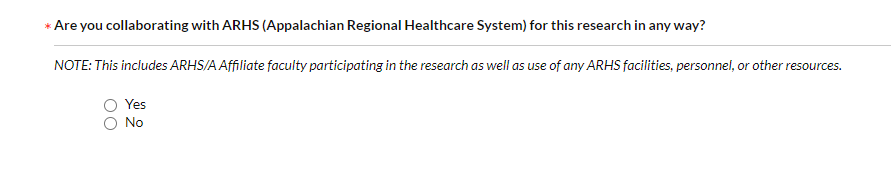 * Are you collaborating with ARHS (Appalachian Regional Healthcare System) for this research in any way?
NOTE: This includes ARHS/A Affiliate faculty participating in the research as well as use of any ARHS facilities, personnel, or other resources.
Yes
No